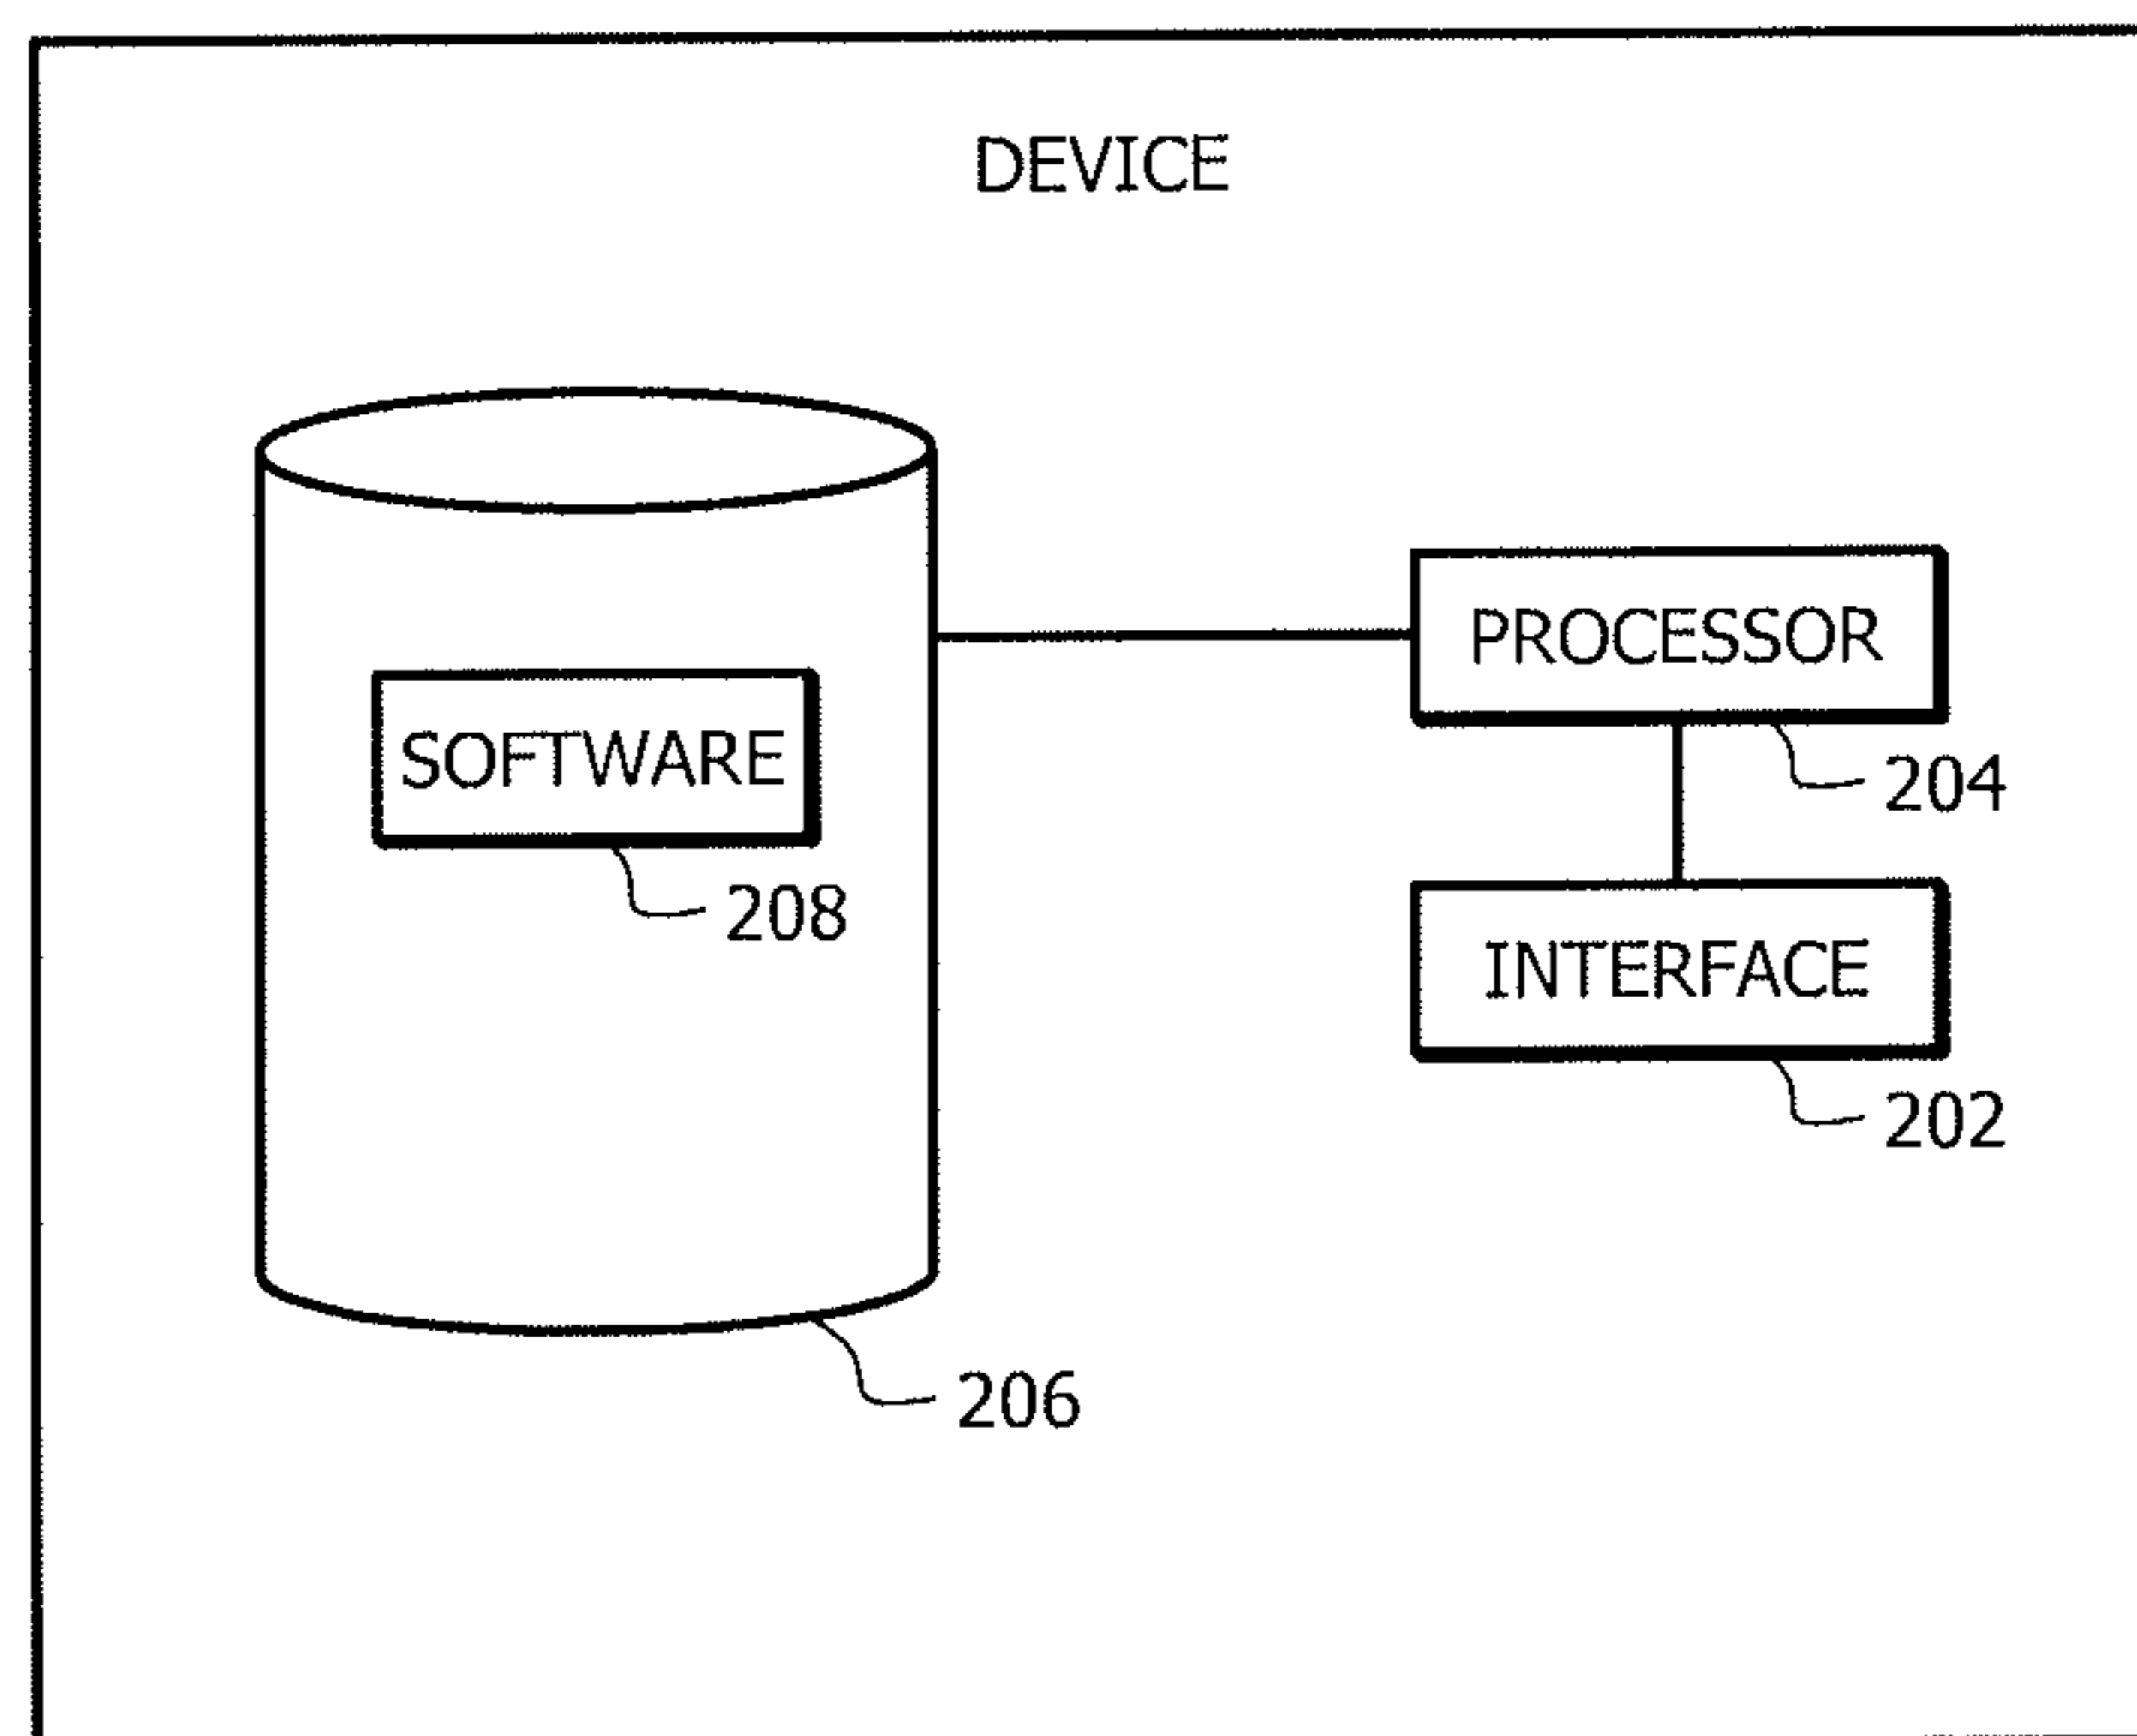 DEVICE
PROCESSOR
SOFTWARE
204
208
INTERFACE
202
206